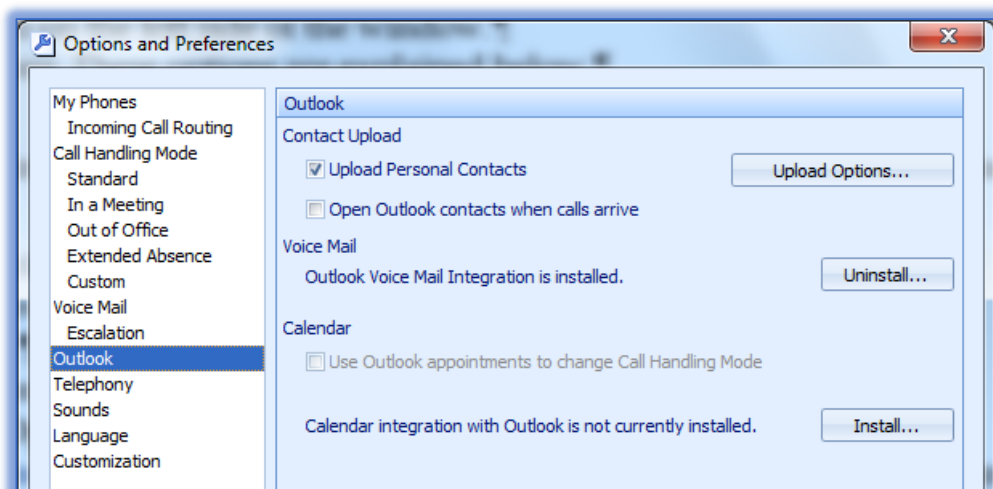 Options and Preferences
My Phones
Incoming Call Routing
Call Handling Mode
Standard
In a Meeting
Out of Office
Extended Absence
Custom
Voice Mail
Escalation
Outlook
Telephony
Sounds
Language
Customization
Outlook
Contact Upload
Upload Personal Contacts
Upload Options...
Open Outlook contacts when calls arrive
Voice Mail
Outlook Voice Mail Integration is installed.
Uninstall...
Calendar
Use Outlook appointments to change Call Handling Mode
Calendar integration with Outlook is not currently installed.
Install...